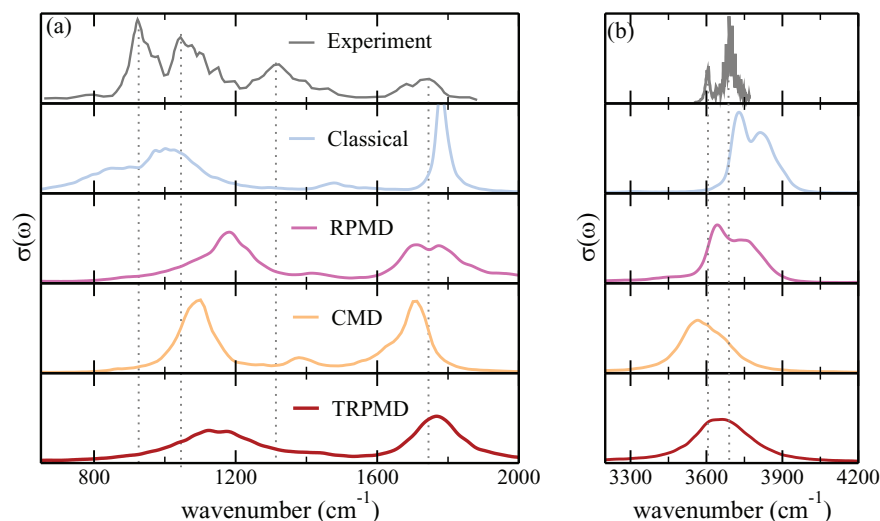 (a)
Experiment
Classical
RPMD
CMD
TRPMD
σ(ω)
800 1200 1600 2000
wavenumber (cm⁻¹)
(b)
σ(ω)
3300 3600 3900 4200
wavenumber (cm⁻¹)